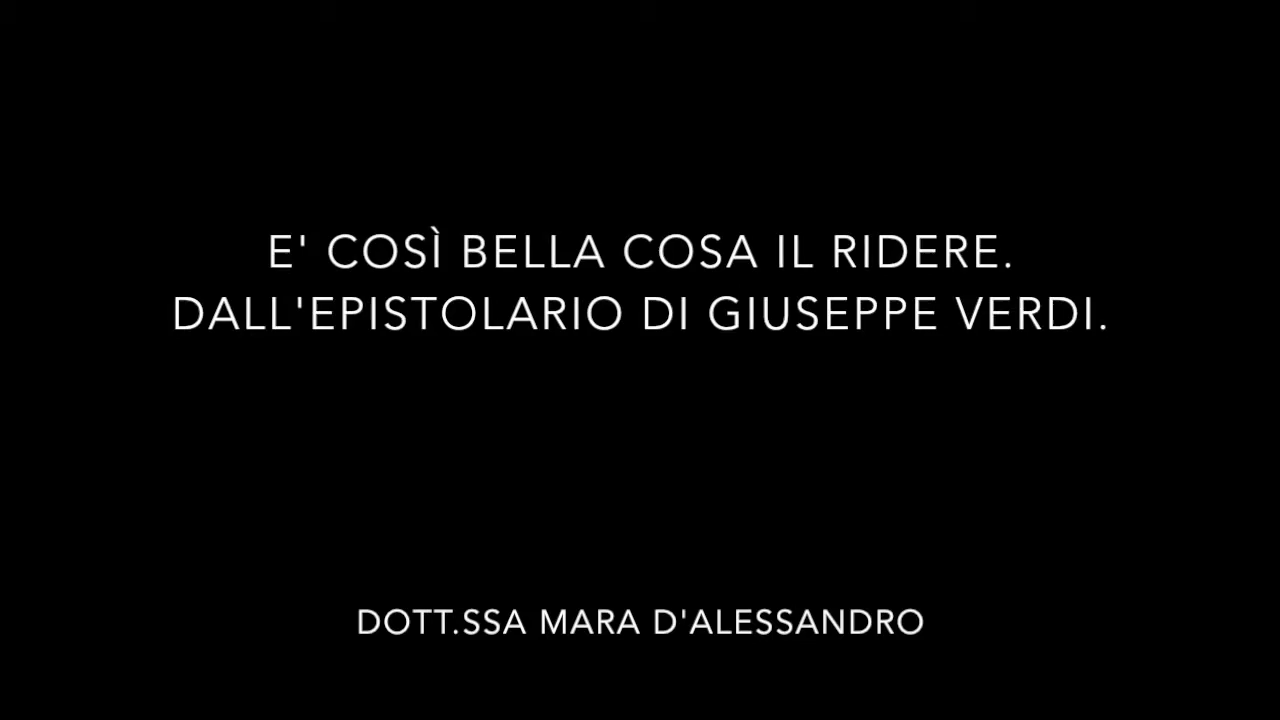 E' COSÌ BELLA COSA IL RIDERE.
DALL'EPISTOLARIO DI GIUSEPPE VERDI.
DOTT.SSA MARA D'ALESSANDRO